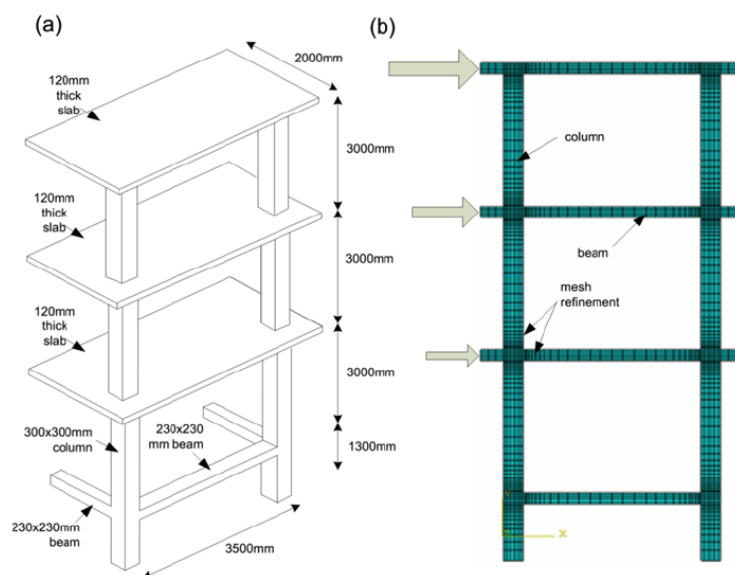 (a)
2000mm
120mm
thick
slab
3000mm
120mm
thick
slab
3000mm
120mm
thick
slab
3000mm
300x300mm
column
230x230
mm beam
1300mm
230x230mm
beam
3500mm
(b)
column
beam
mesh
refinement
X